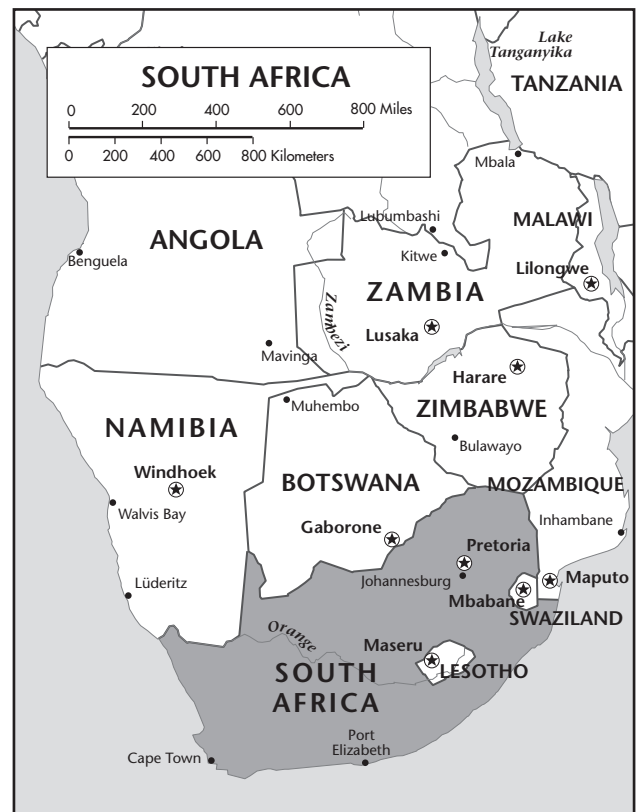 Lake
Tanganyika
TANZANIA
SOUTH AFRICA
0 200 400 600 800 Miles
0 200 400 600 800 Kilometers
Mbala
Lubumbashi
MALAWI
ANGOLA
Benguela
Kitwe
Lilongwe
ZAMBIA
Zambezi
Lusaka
Mavinga
Harare
Muhembo
ZIMBABWE
NAMIBIA
Bulawayo
Windhoek
BOTSWANA
MOZAMBIQUE
Walvis Bay
Gaborone
Inhambane
Pretoria
Lüderitz
Johannesburg
Maputo
Mbabane
SWAZILAND
Orange
Maseru
SOUTH
AFRICA
LESOTHO
Port
Elizabeth
Cape Town